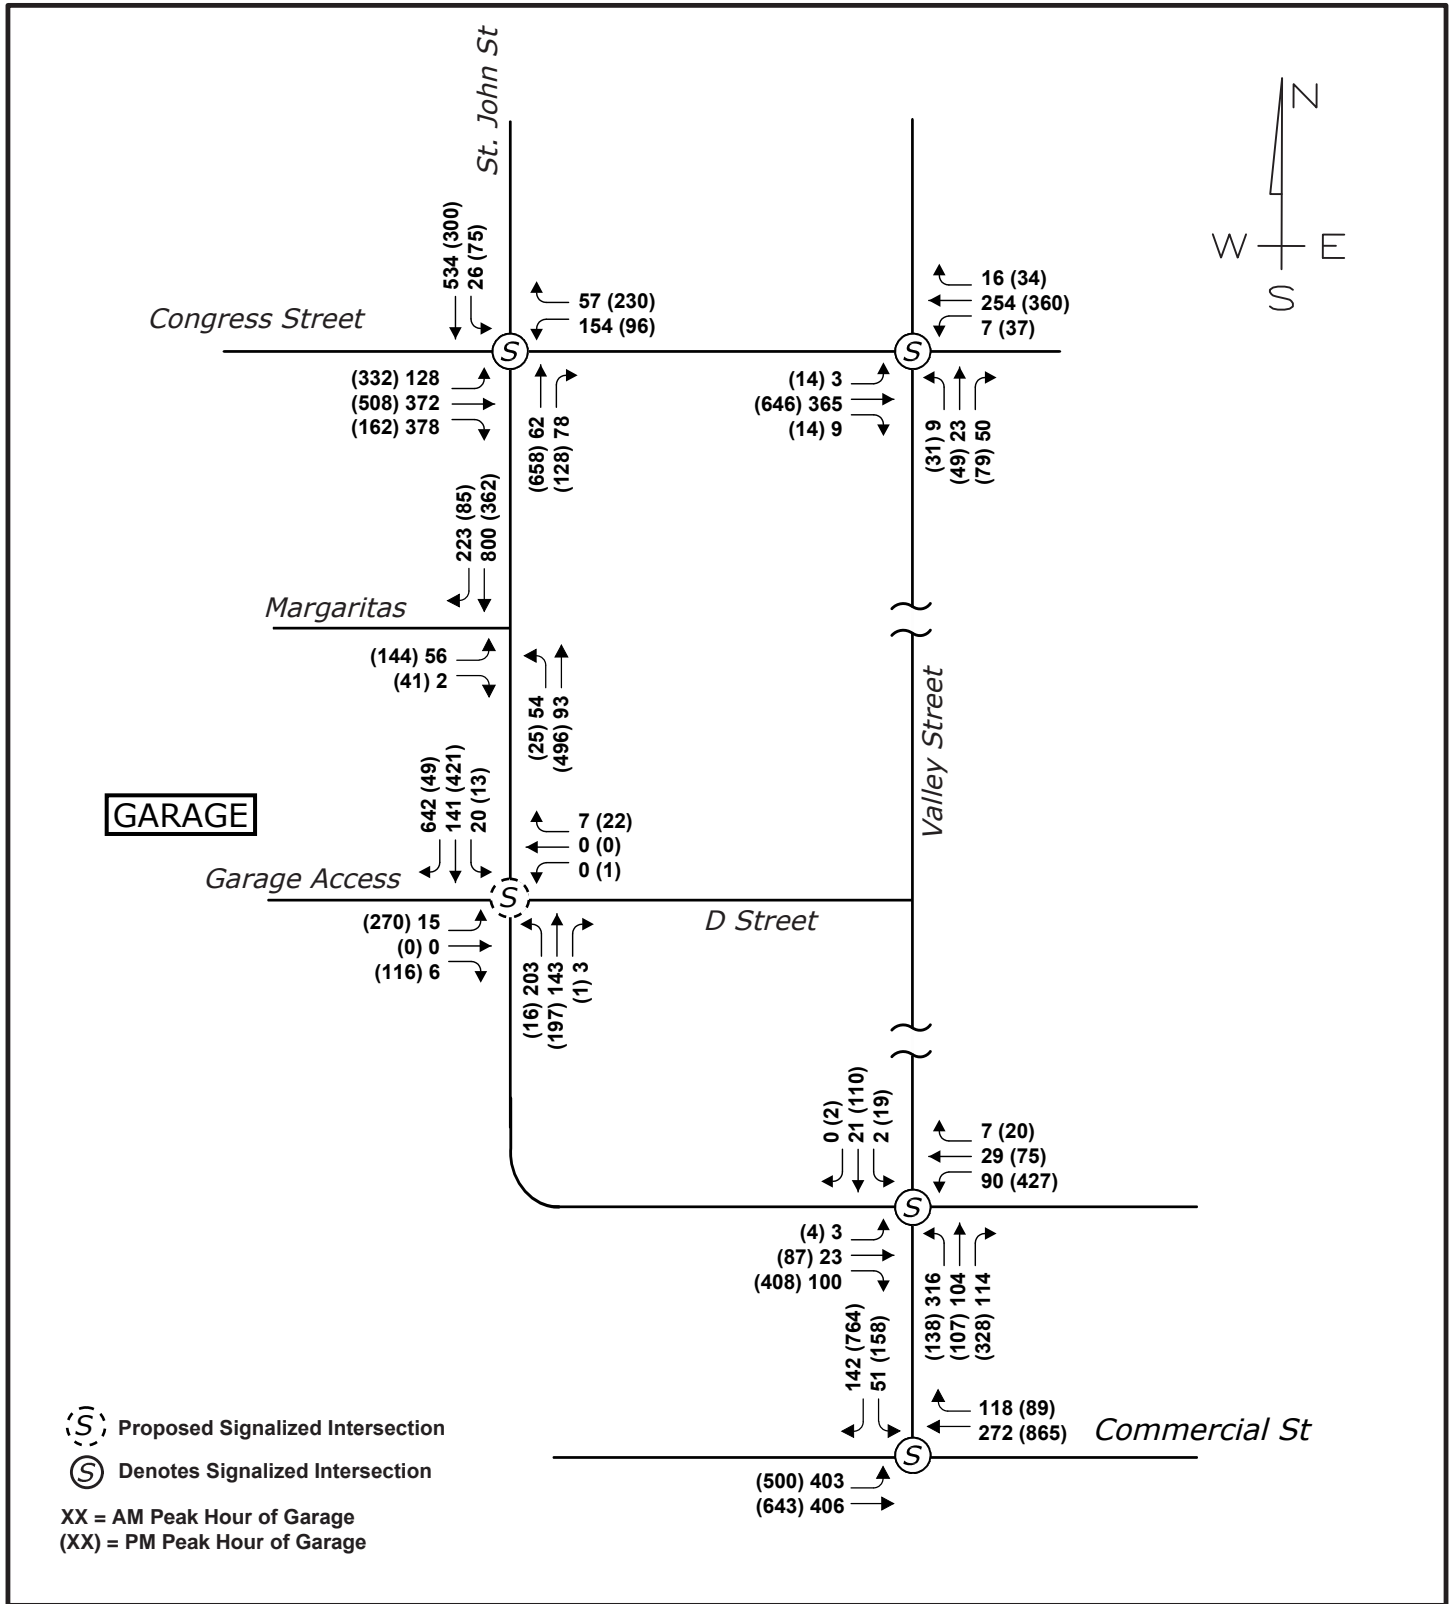 St. John St
N
W E
S
534 (300)
26 (75)
57 (230)
154 (96)
16 (34)
254 (360)
7 (37)
Congress Street
S
S
(332) 128
(508) 372
(162) 378
(658) 62
(128) 78
(14) 3
(646) 365
(14) 9
(31) 9
(49) 23
(79) 50
223 (85)
800 (362)
Margaritas
(144) 56
(41) 2
(25) 54
(496) 93
Valley Street
642 (49)
141 (421)
20 (13)
GARAGE
7 (22)
0 (0)
0 (1)
Garage Access
S
D Street
(270) 15
(0) 0
(116) 6
(16) 203
(197) 143
(1) 3
0 (2)
21 (110)
2 (19)
7 (20)
29 (75)
90 (427)
S
(4) 3
(87) 23
(408) 100
(138) 316
(107) 104
(328) 114
142 (764)
51 (158)
118 (89)
272 (865)
Commercial St
S
(500) 403
(643) 406
S Proposed Signalized Intersection
S Denotes Signalized Intersection
XX = AM Peak Hour of Garage
(XX) = PM Peak Hour of Garage